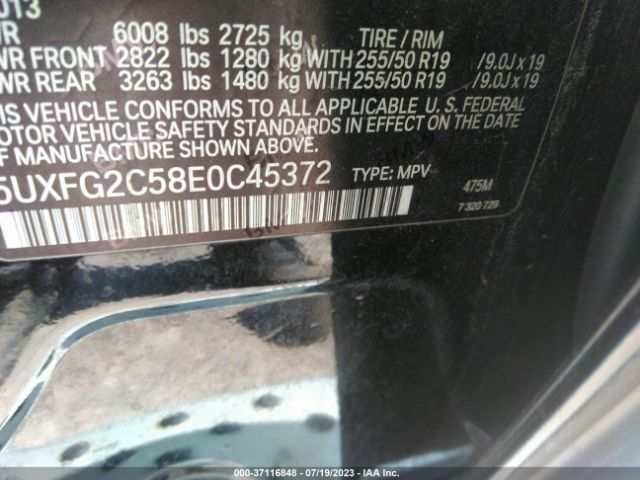 013
6008 lbs 2725 kg TIRE / RIM
WR FRONT 2822 lbs 1280 kg WITH 255/50 R19 /9.0J x 19
WR REAR 3263 lbs 1480 kg WITH 255/50 R19 /9.0J x 19
IS VEHICLE CONFORMS TO ALL APPLICABLE U. S. FEDERAL
OTOR VEHICLE SAFETY STANDARDS IN EFFECT ON THE DATE
F MANUFACTURE SHOWN ABOVE.
5UXFG2C58E0C45372 TYPE: MPV 475M
7 320 729
000-37116848 - 07/19/2023 - IAA Inc.